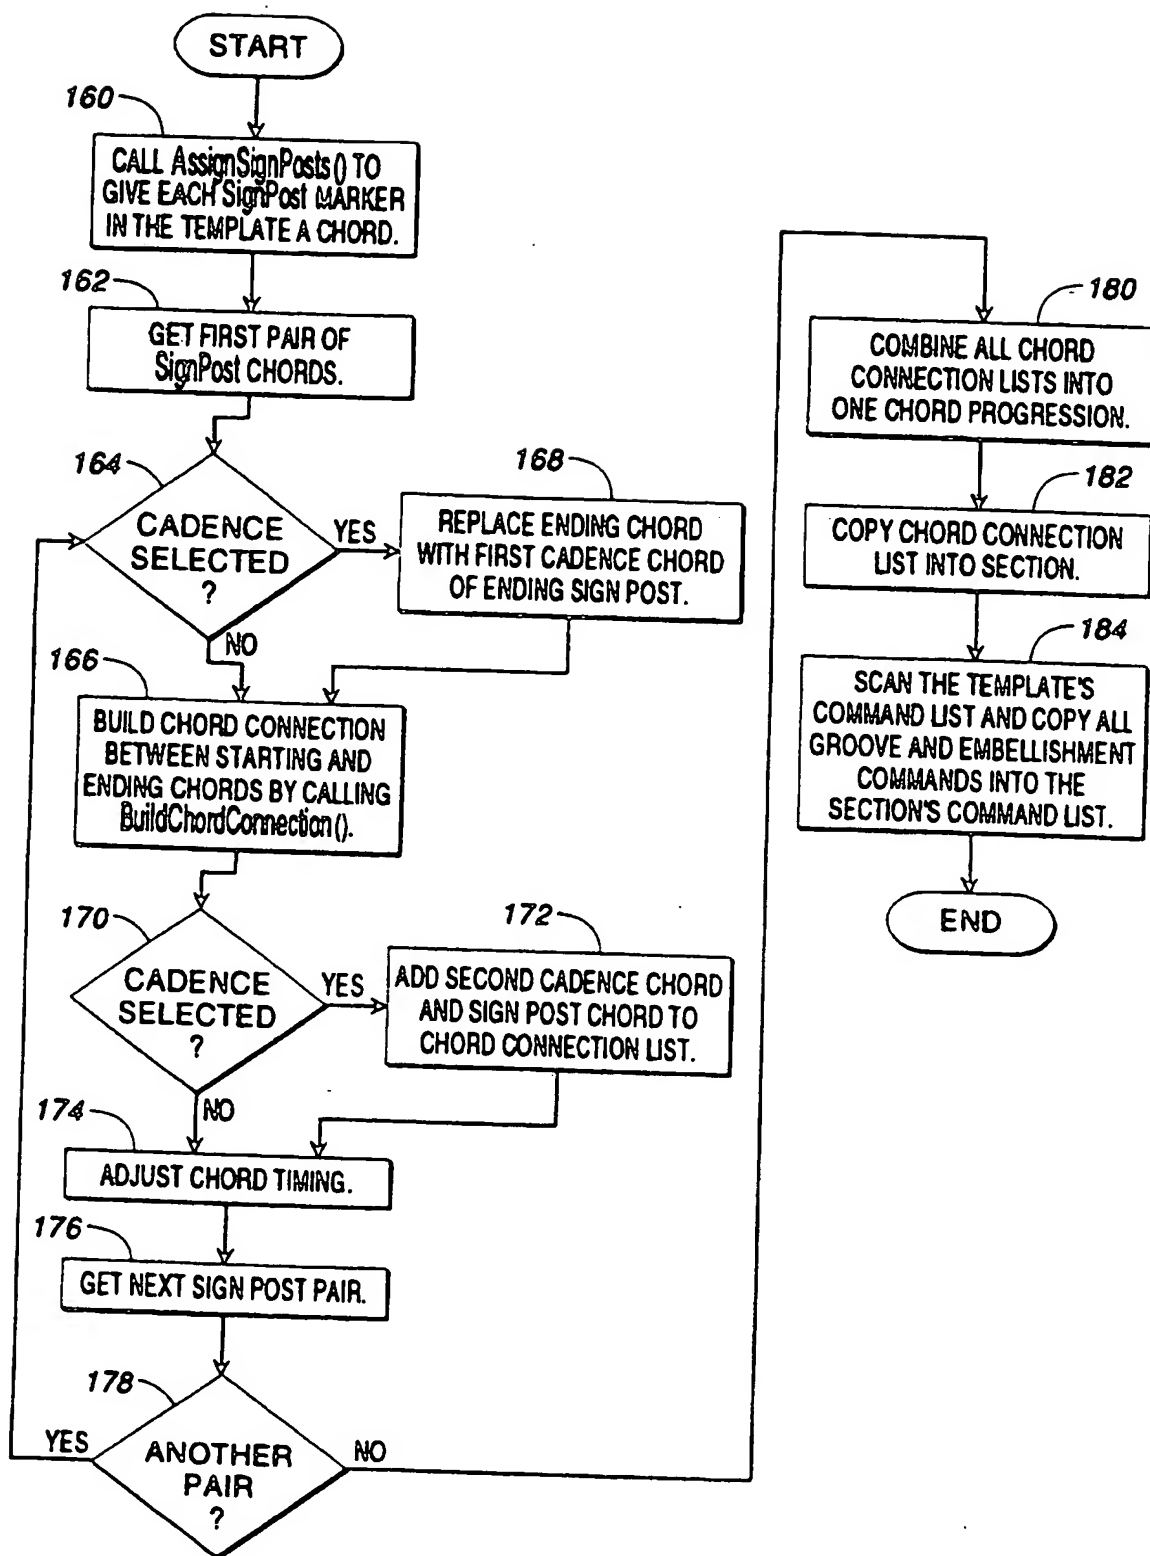 START
160
CALL AssignSignPosts() TO
GIVE EACH SignPost MARKER
IN THE TEMPLATE A CHORD.
162
GET FIRST PAIR OF
SignPost CHORDS.
164
CADENCE
SELECTED
?
YES
NO
168
REPLACE ENDING CHORD
WITH FIRST CADENCE CHORD
OF ENDING SIGN POST.
166
BUILD CHORD CONNECTION
BETWEEN STARTING AND
ENDING CHORDS BY CALLING
BuildChordConnection().
170
CADENCE
SELECTED
?
YES
NO
172
ADD SECOND CADENCE CHORD
AND SIGN POST CHORD TO
CHORD CONNECTION LIST.
174
ADJUST CHORD TIMING.
176
GET NEXT SIGN POST PAIR.
178
ANOTHER
PAIR
?
YES
NO
180
COMBINE ALL CHORD
CONNECTION LISTS INTO
ONE CHORD PROGRESSION.
182
COPY CHORD CONNECTION
LIST INTO SECTION.
184
SCAN THE TEMPLATE'S
COMMAND LIST AND COPY ALL
GROOVE AND EMBELLISHMENT
COMMANDS INTO THE
SECTION'S COMMAND LIST.
END